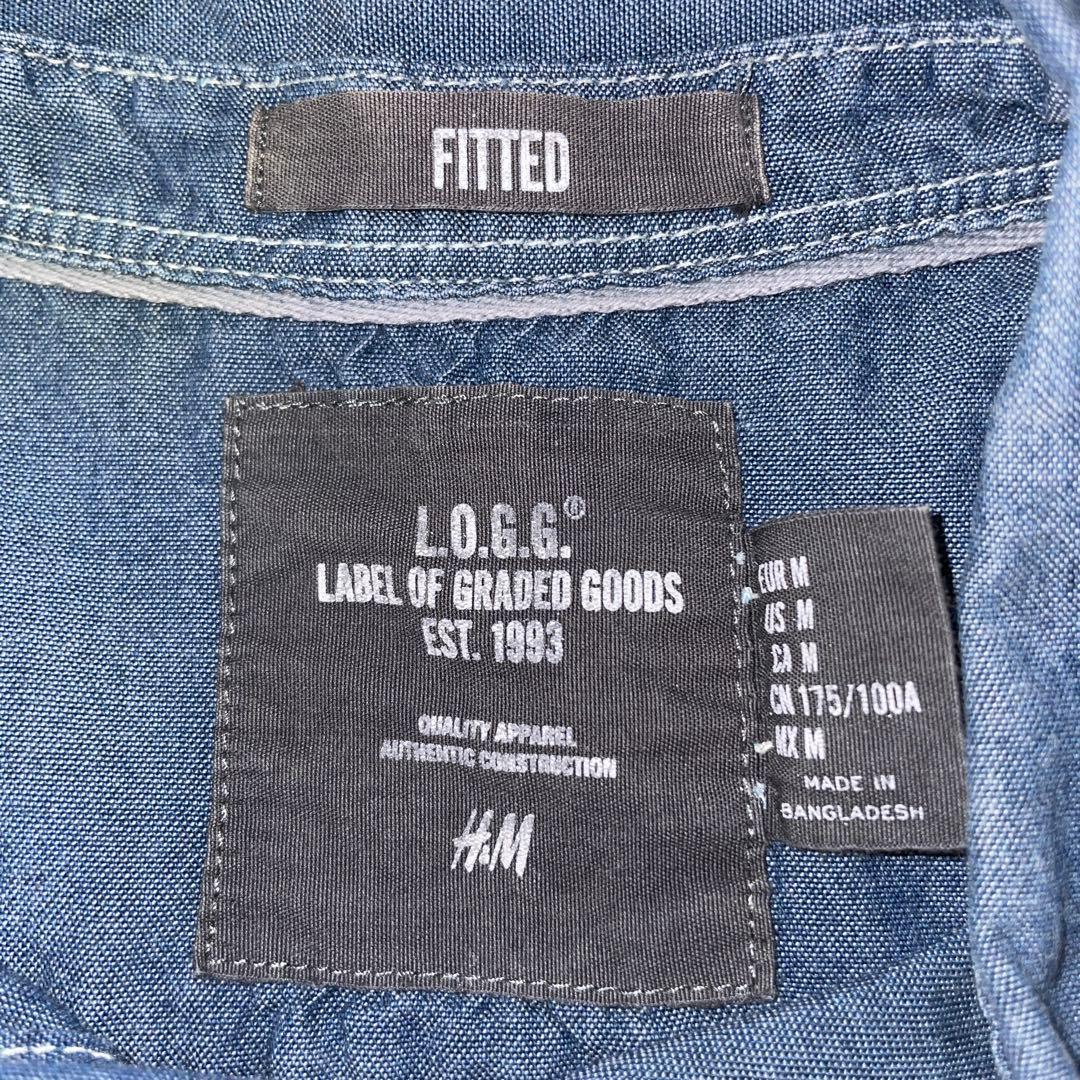 FITTED
L.O.G.G.®
LABEL OF GRADED GOODS
EST. 1993
QUALITY APPAREL
AUTHENTIC CONSTRUCTION
H&M
EUR M
US M
CA M
CN 175/100A
MX M
MADE IN
BANGLADESH